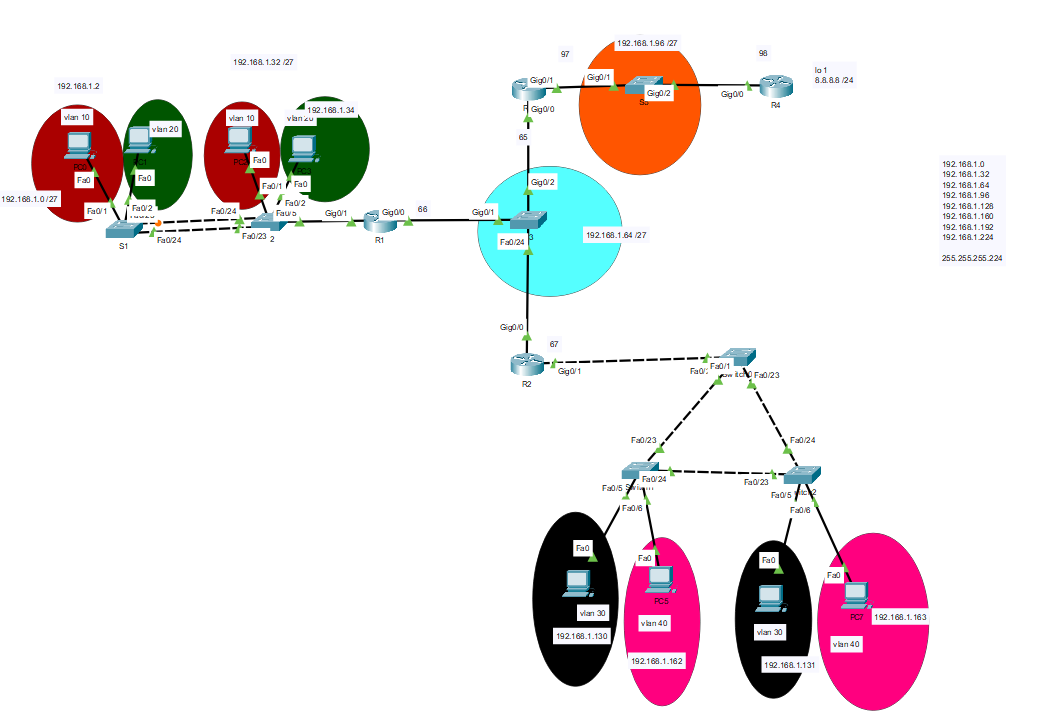 97
192.168.1.96 /27
98
192.168.1.32 /27
192.168.1.2
lo 1
8.8.8.8 /24
Gig0/1
Gig0/1
Gig0/2
Gig0/0
R4
Gig0/0
vlan 10
vlan 20
vlan 10
192.168.1.34
65
Fa0
Fa0
Fa0
Fa0
192.168.1.0
192.168.1.32
192.168.1.64
192.168.1.96
192.168.1.128
192.168.1.160
192.168.1.192
192.168.1.224
255.255.255.224
192.168.1.0 /27
Fa0/1
Fa0/2
Fa0/24
Fa0/1
Fa0/2
Fa0/5
Gig0/1
Gig0/0
66
Gig0/1
Gig0/2
192.168.1.64 /27
S1
Fa0/24
Fa0/23
2
R1
3
Fa0/24
Gig0/0
67
R2
Gig0/1
Fa0/1
Fa0/23
Fa0/23
Fa0/24
Fa0/24
Fa0/23
Fa0/5
Fa0/6
Fa0/5
Fa0/6
Fa0
Fa0
Fa0
Fa0
PC7
vlan 30
192.168.1.130
vlan 40
192.168.1.162
vlan 30
192.168.1.131
vlan 40
192.168.1.163